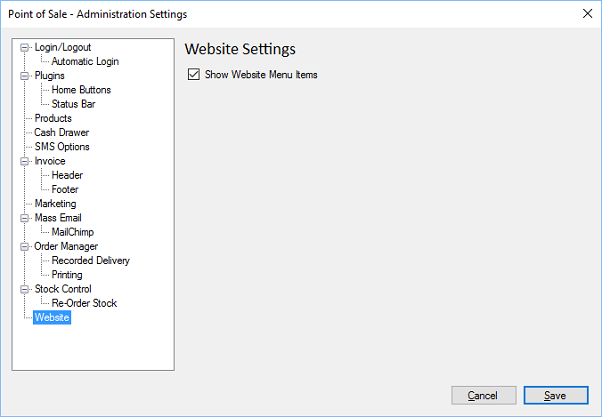 Point of Sale - Administration Settings
Login/Logout
Automatic Login
Plugins
Home Buttons
Status Bar
Products
Cash Drawer
SMS Options
Invoice
Header
Footer
Marketing
Mass Email
MailChimp
Order Manager
Recorded Delivery
Printing
Stock Control
Re-Order Stock
Website
Website Settings
Show Website Menu Items
Cancel
Save